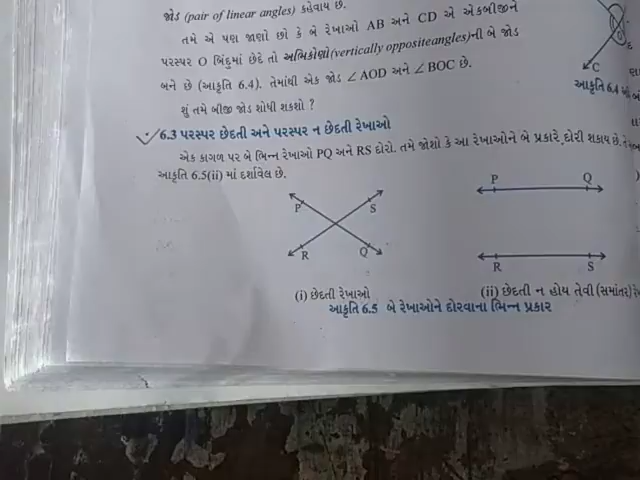 જોડ (pair of linear angles) કહેવાય છે.
તમે એ પણ જાણો છો કે બે રેખાઓ AB અને CD એ એકબીજીને
પરસ્પર O બિંદુમાં છેદે તો અભિકોણો(vertically oppositeangles)ની બે જોડ
બને છે (આકૃતિ 6.4). તેમાંથી એક જોડ ∠ AOD અને ∠ BOC છે.
શું તમે બીજી જોડ શોધી શકશો ?
C
આકૃતિ 6.4
6.3 પરસ્પર છેદતી અને પરસ્પર ન છેદતી રેખાઓ
એક કાગળ પર બે ભિન્ન રેખાઓ PQ અને RS દોરો. તમે જોશો કે આ રેખાઓને બે પ્રકારે દોરી શકાય છે.
આકૃતિ 6.5(ii) માં દર્શાવેલ છે.
P S P Q
R Q R S
(i) છેદતી રેખાઓ (ii) છેદતી ન હોય તેવી (સમાંતર)
આકૃતિ 6.5 બે રેખાઓને દોરવાના ભિન્ન પ્રકાર